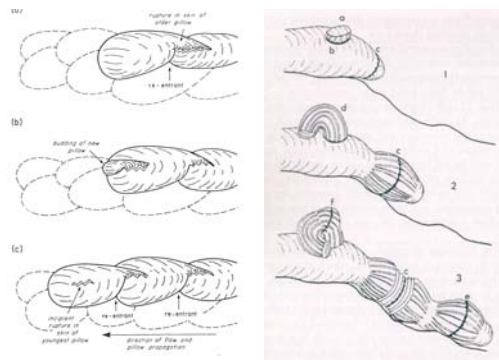 (a)
rupture in skin of
older pillow
re-entrant
(b)
budding of new
pillow
(c)
incipient
rupture in
skin of
youngest pillow
re-entrant
re-entrant
direction of flow and
pillow propagation
a
b
c
1
d
c
2
f
c
e
3